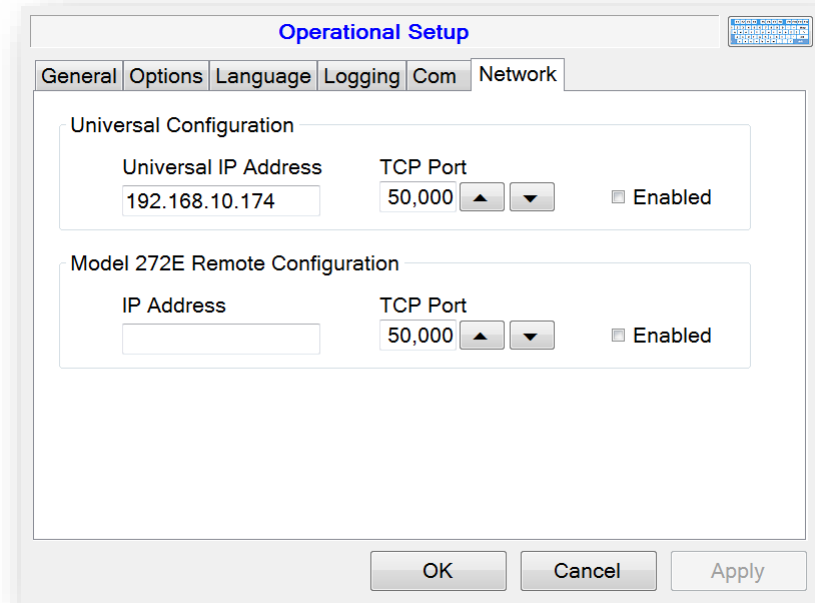 Operational Setup
General Options Language Logging Com Network
Universal Configuration
Universal IP Address TCP Port
192.168.10.174 50,000 Enabled
Model 272E Remote Configuration
IP Address TCP Port
50,000 Enabled
OK Cancel Apply